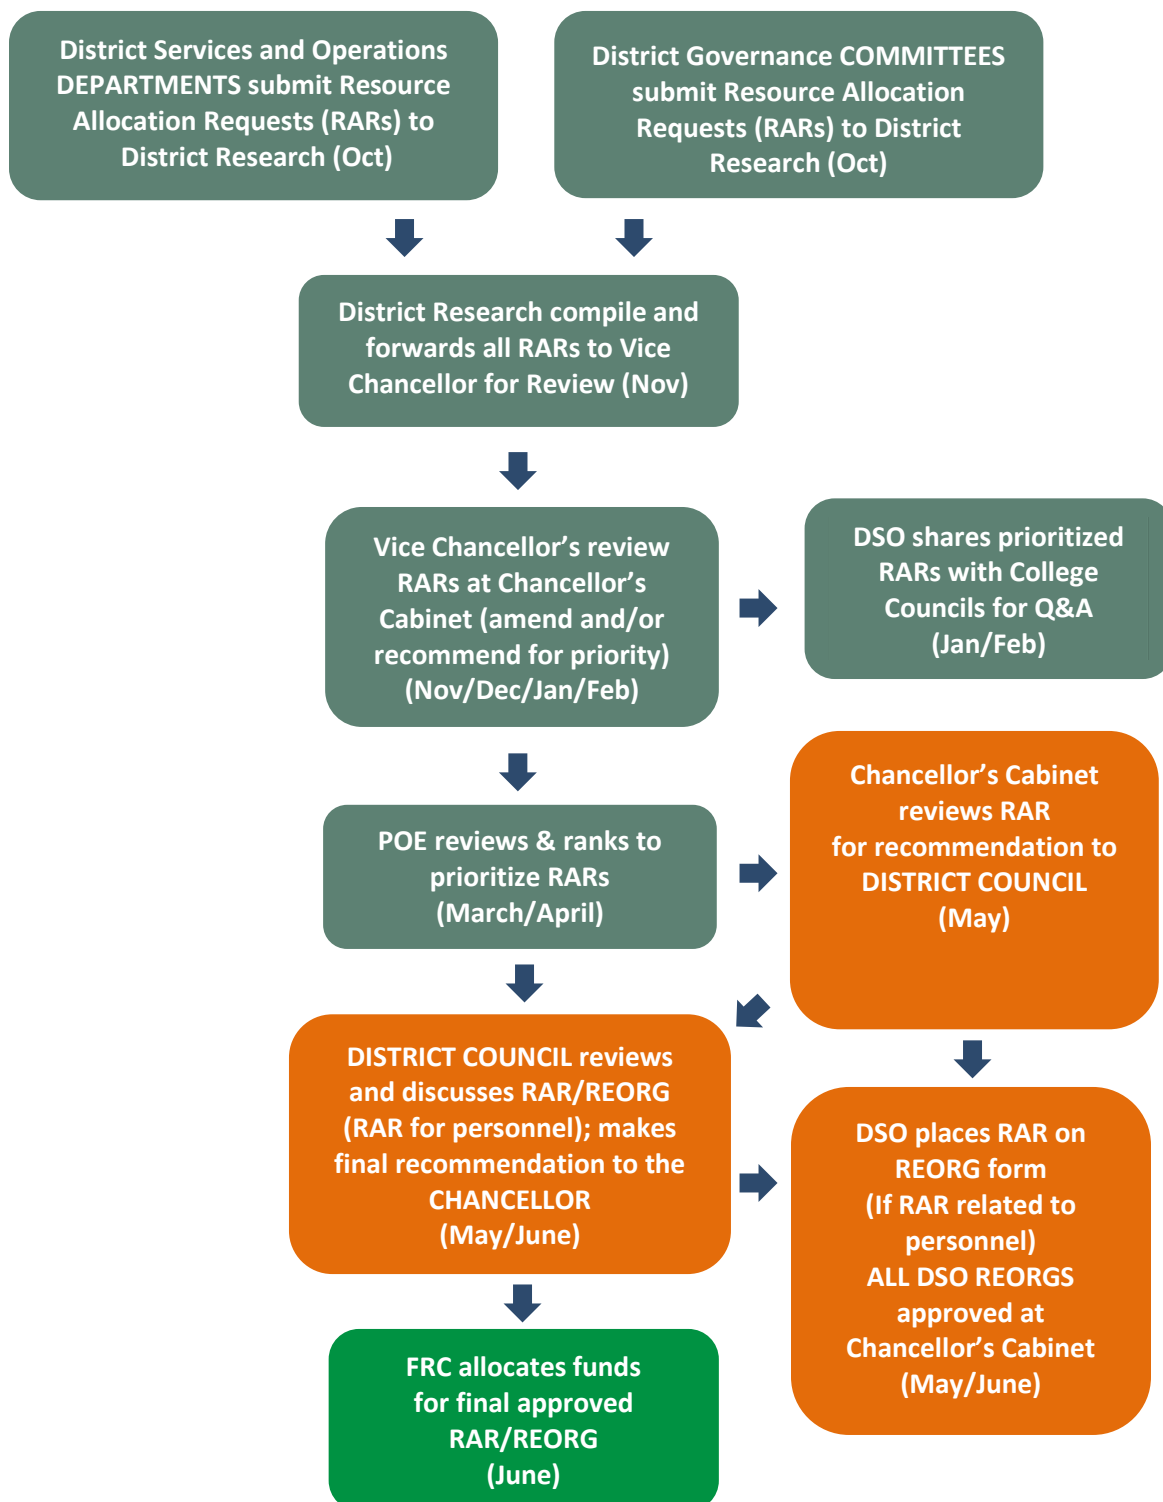 District Services and Operations
DEPARTMENTS submit Resource
Allocation Requests (RARs) to
District Research (Oct)
District Governance COMMITTEES
submit Resource Allocation
Requests (RARs) to District
Research (Oct)
District Research compile and
forwards all RARs to Vice
Chancellor for Review (Nov)
Vice Chancellor’s review
RARs at Chancellor’s
Cabinet (amend and/or
recommend for priority)
(Nov/Dec/Jan/Feb)
DSO shares prioritized
RARs with College
Councils for Q&A
(Jan/Feb)
POE reviews & ranks to
prioritize RARs
(March/April)
Chancellor’s Cabinet
reviews RAR
for recommendation to
DISTRICT COUNCIL
(May)
DISTRICT COUNCIL reviews
and discusses RAR/REORG
(RAR for personnel); makes
final recommendation to the
CHANCELLOR
(May/June)
DSO places RAR on
REORG form
(If RAR related to
personnel)
ALL DSO REORGS
approved at
Chancellor’s Cabinet
(May/June)
FRC allocates funds
for final approved
RAR/REORG
(June)